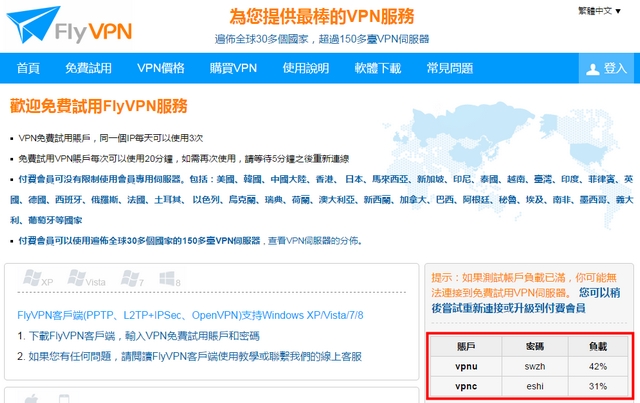 FlyVPN
為您提供最棒的VPN服務
遍佈全球30多個國家，超過150多臺VPN伺服器
繁體中文 ▼
首頁 免費試用 VPN價格 購買VPN 使用說明 軟體下載 常見問題 登入
歡迎免費試用FlyVPN服務
VPN免費試用賬戶，同一個IP每天可以使用3次
免費試用VPN賬戶每次可以使用20分鐘，如需再次使用，請等待5分鐘之後重新連線
付費會員可沒有限制使用會員專用伺服器。包括：美國、韓國、中國大陸、香港、 日本、馬來西亞、新加坡、印尼、泰國、越南、臺灣、印度、菲律賓、英
國、德國、西班牙、俄羅斯、法國、土耳其、 以色列、烏克蘭、瑞典、荷蘭、澳大利亞、新西蘭、加拿大、巴西、阿根廷、秘魯、埃及、南非、墨西哥、義大
利、葡萄牙等國家
付費會員可以使用遍佈全球30多個國家的150多臺VPN伺服器，查看VPN伺服器的分佈。
XP Vista 7 8
FlyVPN客戶端(PPTP、L2TP+IPSec、OpenVPN)支持Windows XP/Vista/7/8
1. 下載FlyVPN客戶端，輸入VPN免費試用賬戶和密碼
2. 如果您有任何問題，請閱讀FlyVPN客戶端使用教學或聯繫我們的線上客服
提示：如果測試帳戶負載已滿，你可能無
法連接到免費試用VPN伺服器。 您可以稍
後嘗試重新連接或升級到付費會員
賬戶 密碼 負載
vpnu swzh 42%
vpnc eshi 31%